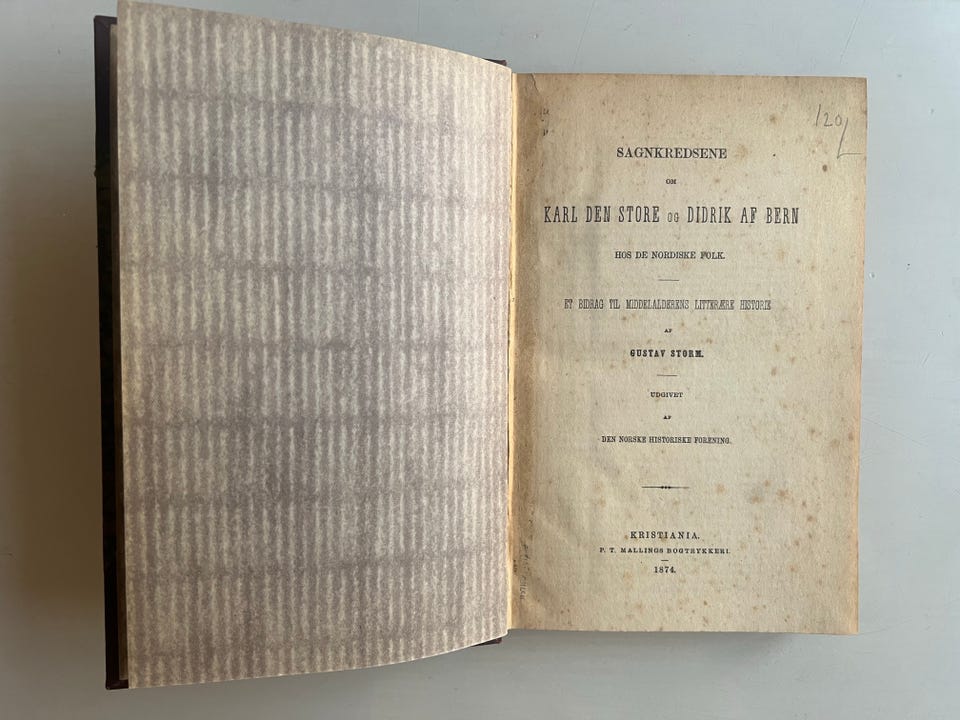 120
SAGNKREDSENE
OM
KARL DEN STORE OG DIDRIK AF BERN
HOS DE NORDISKE FOLK.
ET BIDRAG TIL MIDDELALDERENS LITTERÆRE HISTORIE
AF
GUSTAV STORM.
UDGIVET
AF
DEN NORSKE HISTORISKE FORENING.
KRISTIANIA.
P. T. MALLINGS BOGTRYKKERI.
1874.